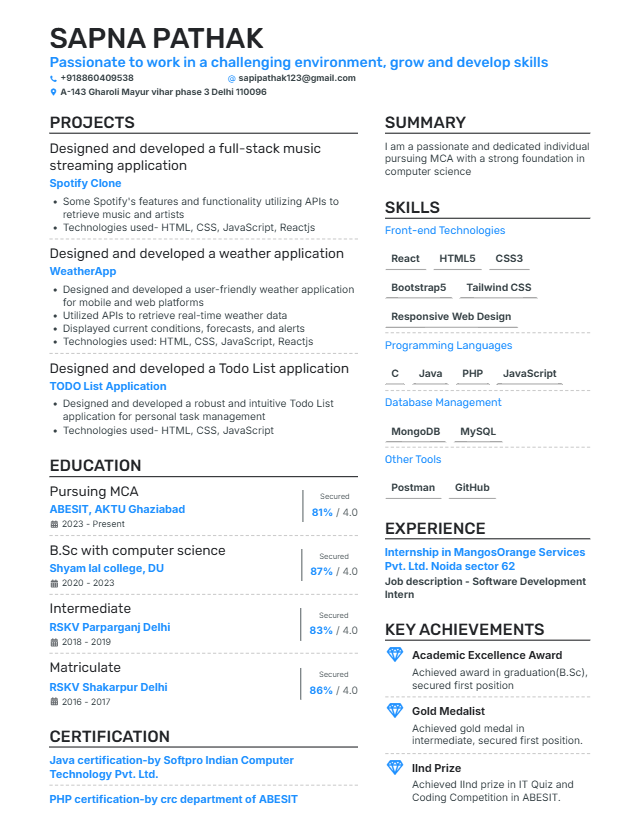 SAPNA PATHAK
Passionate to work in a challenging environment, grow and develop skills
+918860409538
@ sapipathak123@gmail.com
A-143 Gharoli Mayur vihar phase 3 Delhi 110096
PROJECTS
Designed and developed a full-stack music
streaming application
Spotify Clone
• Some Spotify's features and functionality utilizing APIs to
retrieve music and artists
• Technologies used- HTML, CSS, JavaScript, Reactjs
Designed and developed a weather application
WeatherApp
• Designed and developed a user-friendly weather application
for mobile and web platforms
• Utilized APIs to retrieve real-time weather data
• Displayed current conditions, forecasts, and alerts
• Technologies used: HTML, CSS, JavaScript, Reactjs
Designed and developed a Todo List application
TODO List Application
• Designed and developed a robust and intuitive Todo List
application for personal task management
• Technologies used- HTML, CSS, JavaScript
EDUCATION
Pursuing MCA
ABESIT, AKTU Ghaziabad
2023 - Present
Secured
81% / 4.0
B.Sc with computer science
Shyam lal college, DU
2020 - 2023
Secured
87% / 4.0
Intermediate
RSKV Parparganj Delhi
2018 - 2019
Secured
83% / 4.0
Matriculate
RSKV Shakarpur Delhi
2016 - 2017
Secured
86% / 4.0
CERTIFICATION
Java certification-by Softpro Indian Computer
Technology Pvt. Ltd.
PHP certification-by crc department of ABESIT
SUMMARY
I am a passionate and dedicated individual
pursuing MCA with a strong foundation in
computer science
SKILLS
Front-end Technologies
React HTML5 CSS3
Bootstrap5 Tailwind CSS
Responsive Web Design
Programming Languages
C Java PHP JavaScript
Database Management
MongoDB MySQL
Other Tools
Postman GitHub
EXPERIENCE
Internship in MangosOrange Services
Pvt. Ltd. Noida sector 62
Job description - Software Development
Intern
KEY ACHIEVEMENTS
Academic Excellence Award
Achieved award in graduation(B.Sc),
secured first position
Gold Medalist
Achieved gold medal in
intermediate, secured first position.
IInd Prize
Achieved IInd prize in IT Quiz and
Coding Competition in ABESIT.